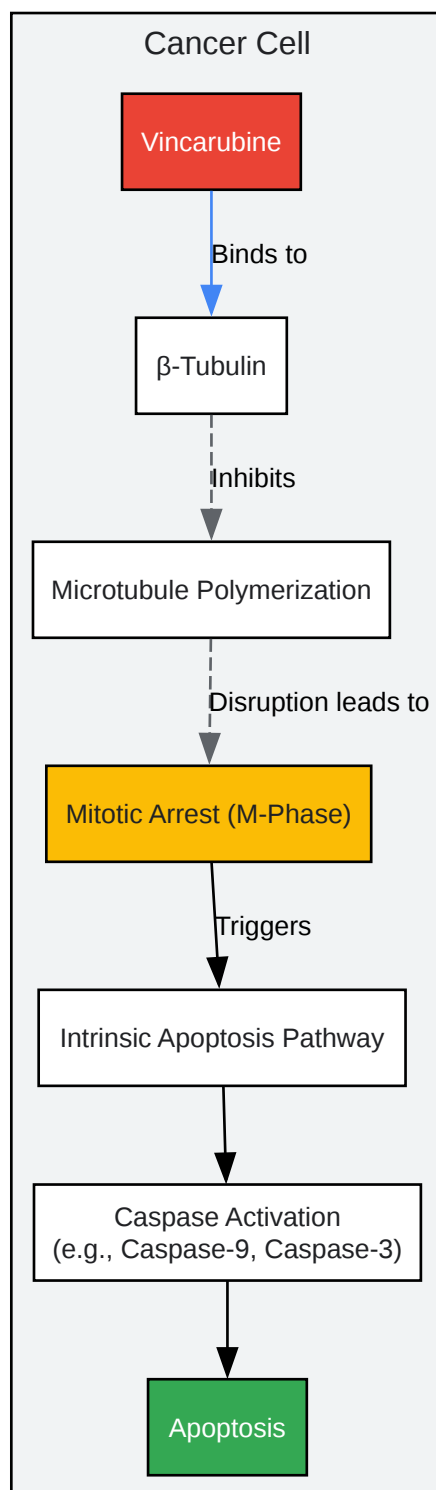 Cancer Cell
Vincarubine
Binds to
β-Tubulin
Inhibits
Microtubule Polymerization
Disruption leads to
Mitotic Arrest (M-Phase)
Triggers
Intrinsic Apoptosis Pathway
Caspase Activation
(e.g., Caspase-9, Caspase-3)
Apoptosis